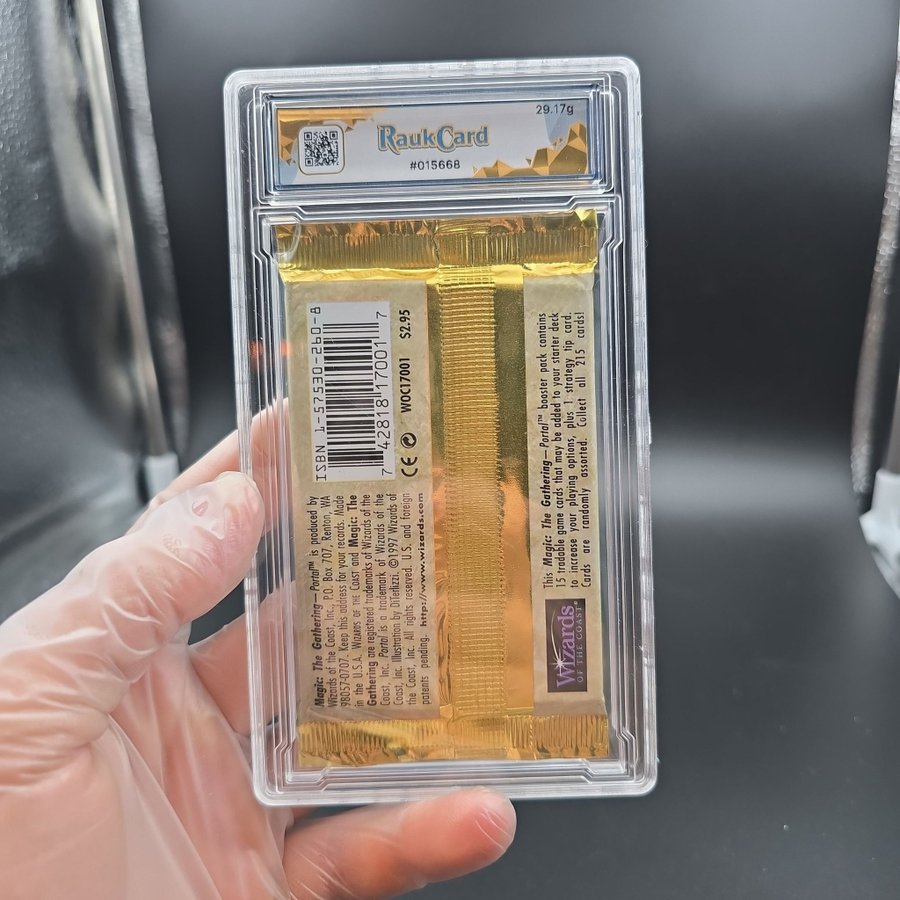 29.17g
RaukCard
#015668
ISBN 1-57530-260-8
7 42818 17001 7
CE WOC17001 $2.95
Magic: The Gathering—Portal™ is produced by
Wizards of the Coast, Inc., P.O. Box 707, Renton, WA
98057-0707. Keep this address for your records. Made
in the U.S.A. Wizards of the Coast and Magic: The
Gathering are registered trademarks of Wizards of the
Coast, Inc. Portal is a trademark of Wizards of the
Coast, Inc. Illustration by DiTerlizzi. ©1997 Wizards of
the Coast, Inc. All rights reserved. U.S. and foreign
patents pending. http://www.wizards.com
This Magic: The Gathering—Portal™ booster pack contains
15 tradable game cards that may be added to your starter deck
to increase your playing options, plus 1 strategy tip card.
Cards are randomly assorted. Collect all 215 cards!
Wizards
OF THE COAST®